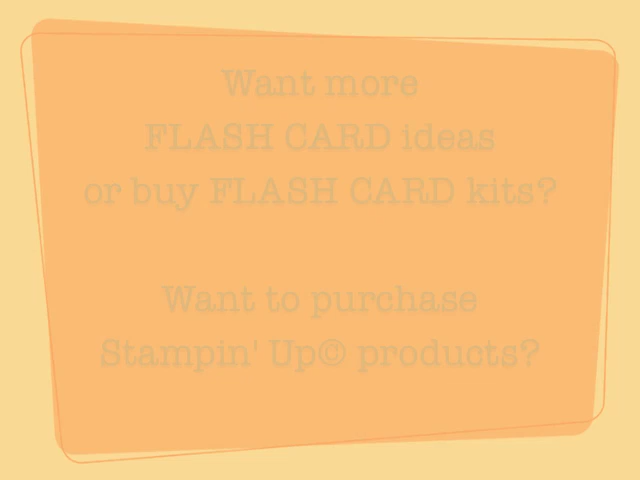 Want more
FLASH CARD ideas
or buy FLASH CARD kits?
Want to purchase
Stampin' Up© products?